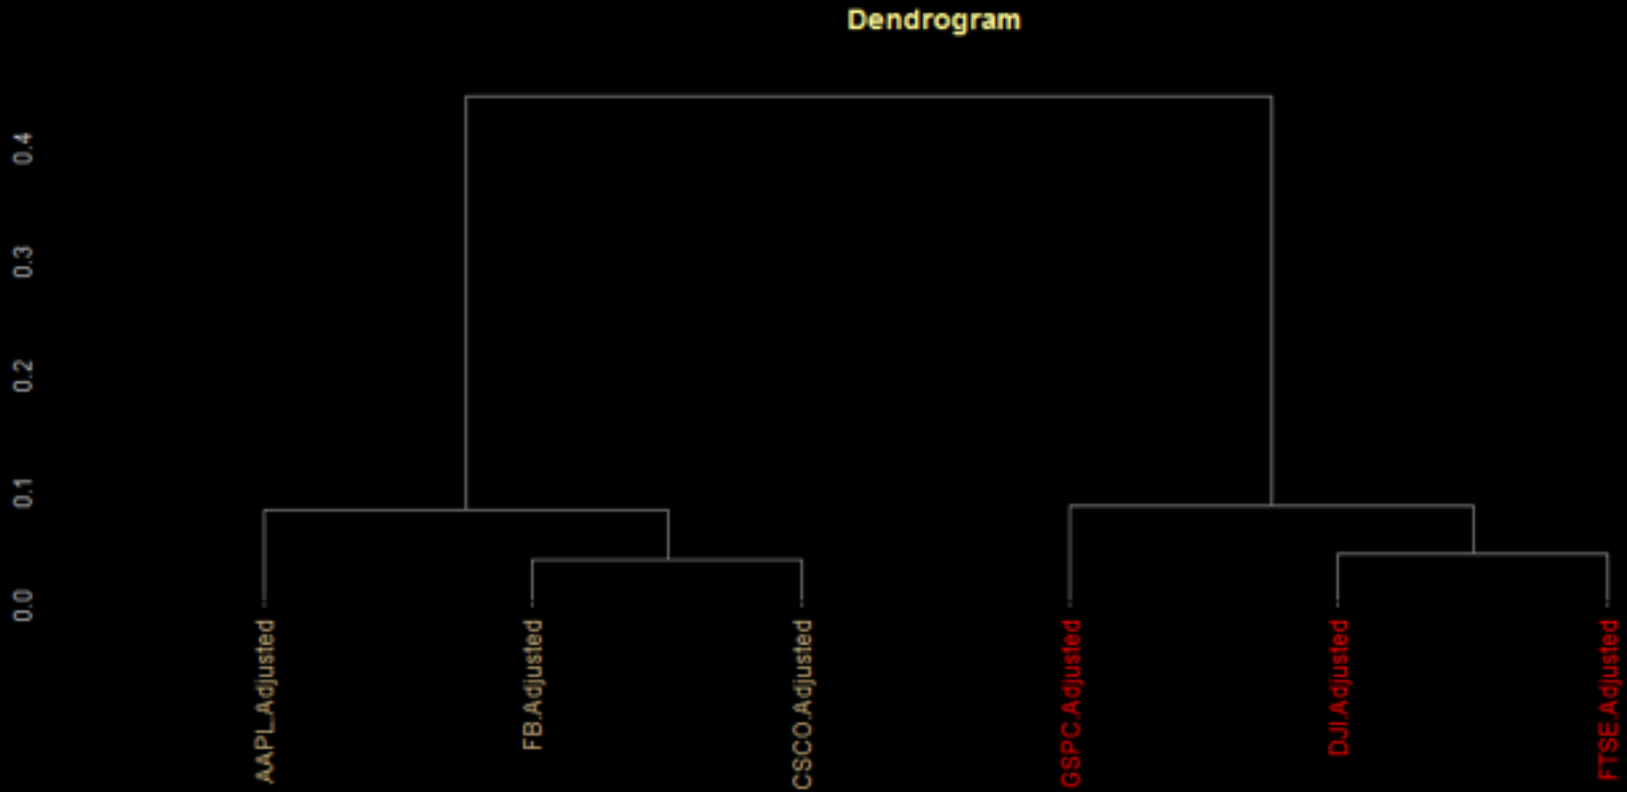 Dendrogram
0.4
0.3
0.2
0.1
0.0
AAPL.Adjusted
FB.Adjusted
CSCO.Adjusted
GSPC.Adjusted
DJI.Adjusted
FTSE.Adjusted